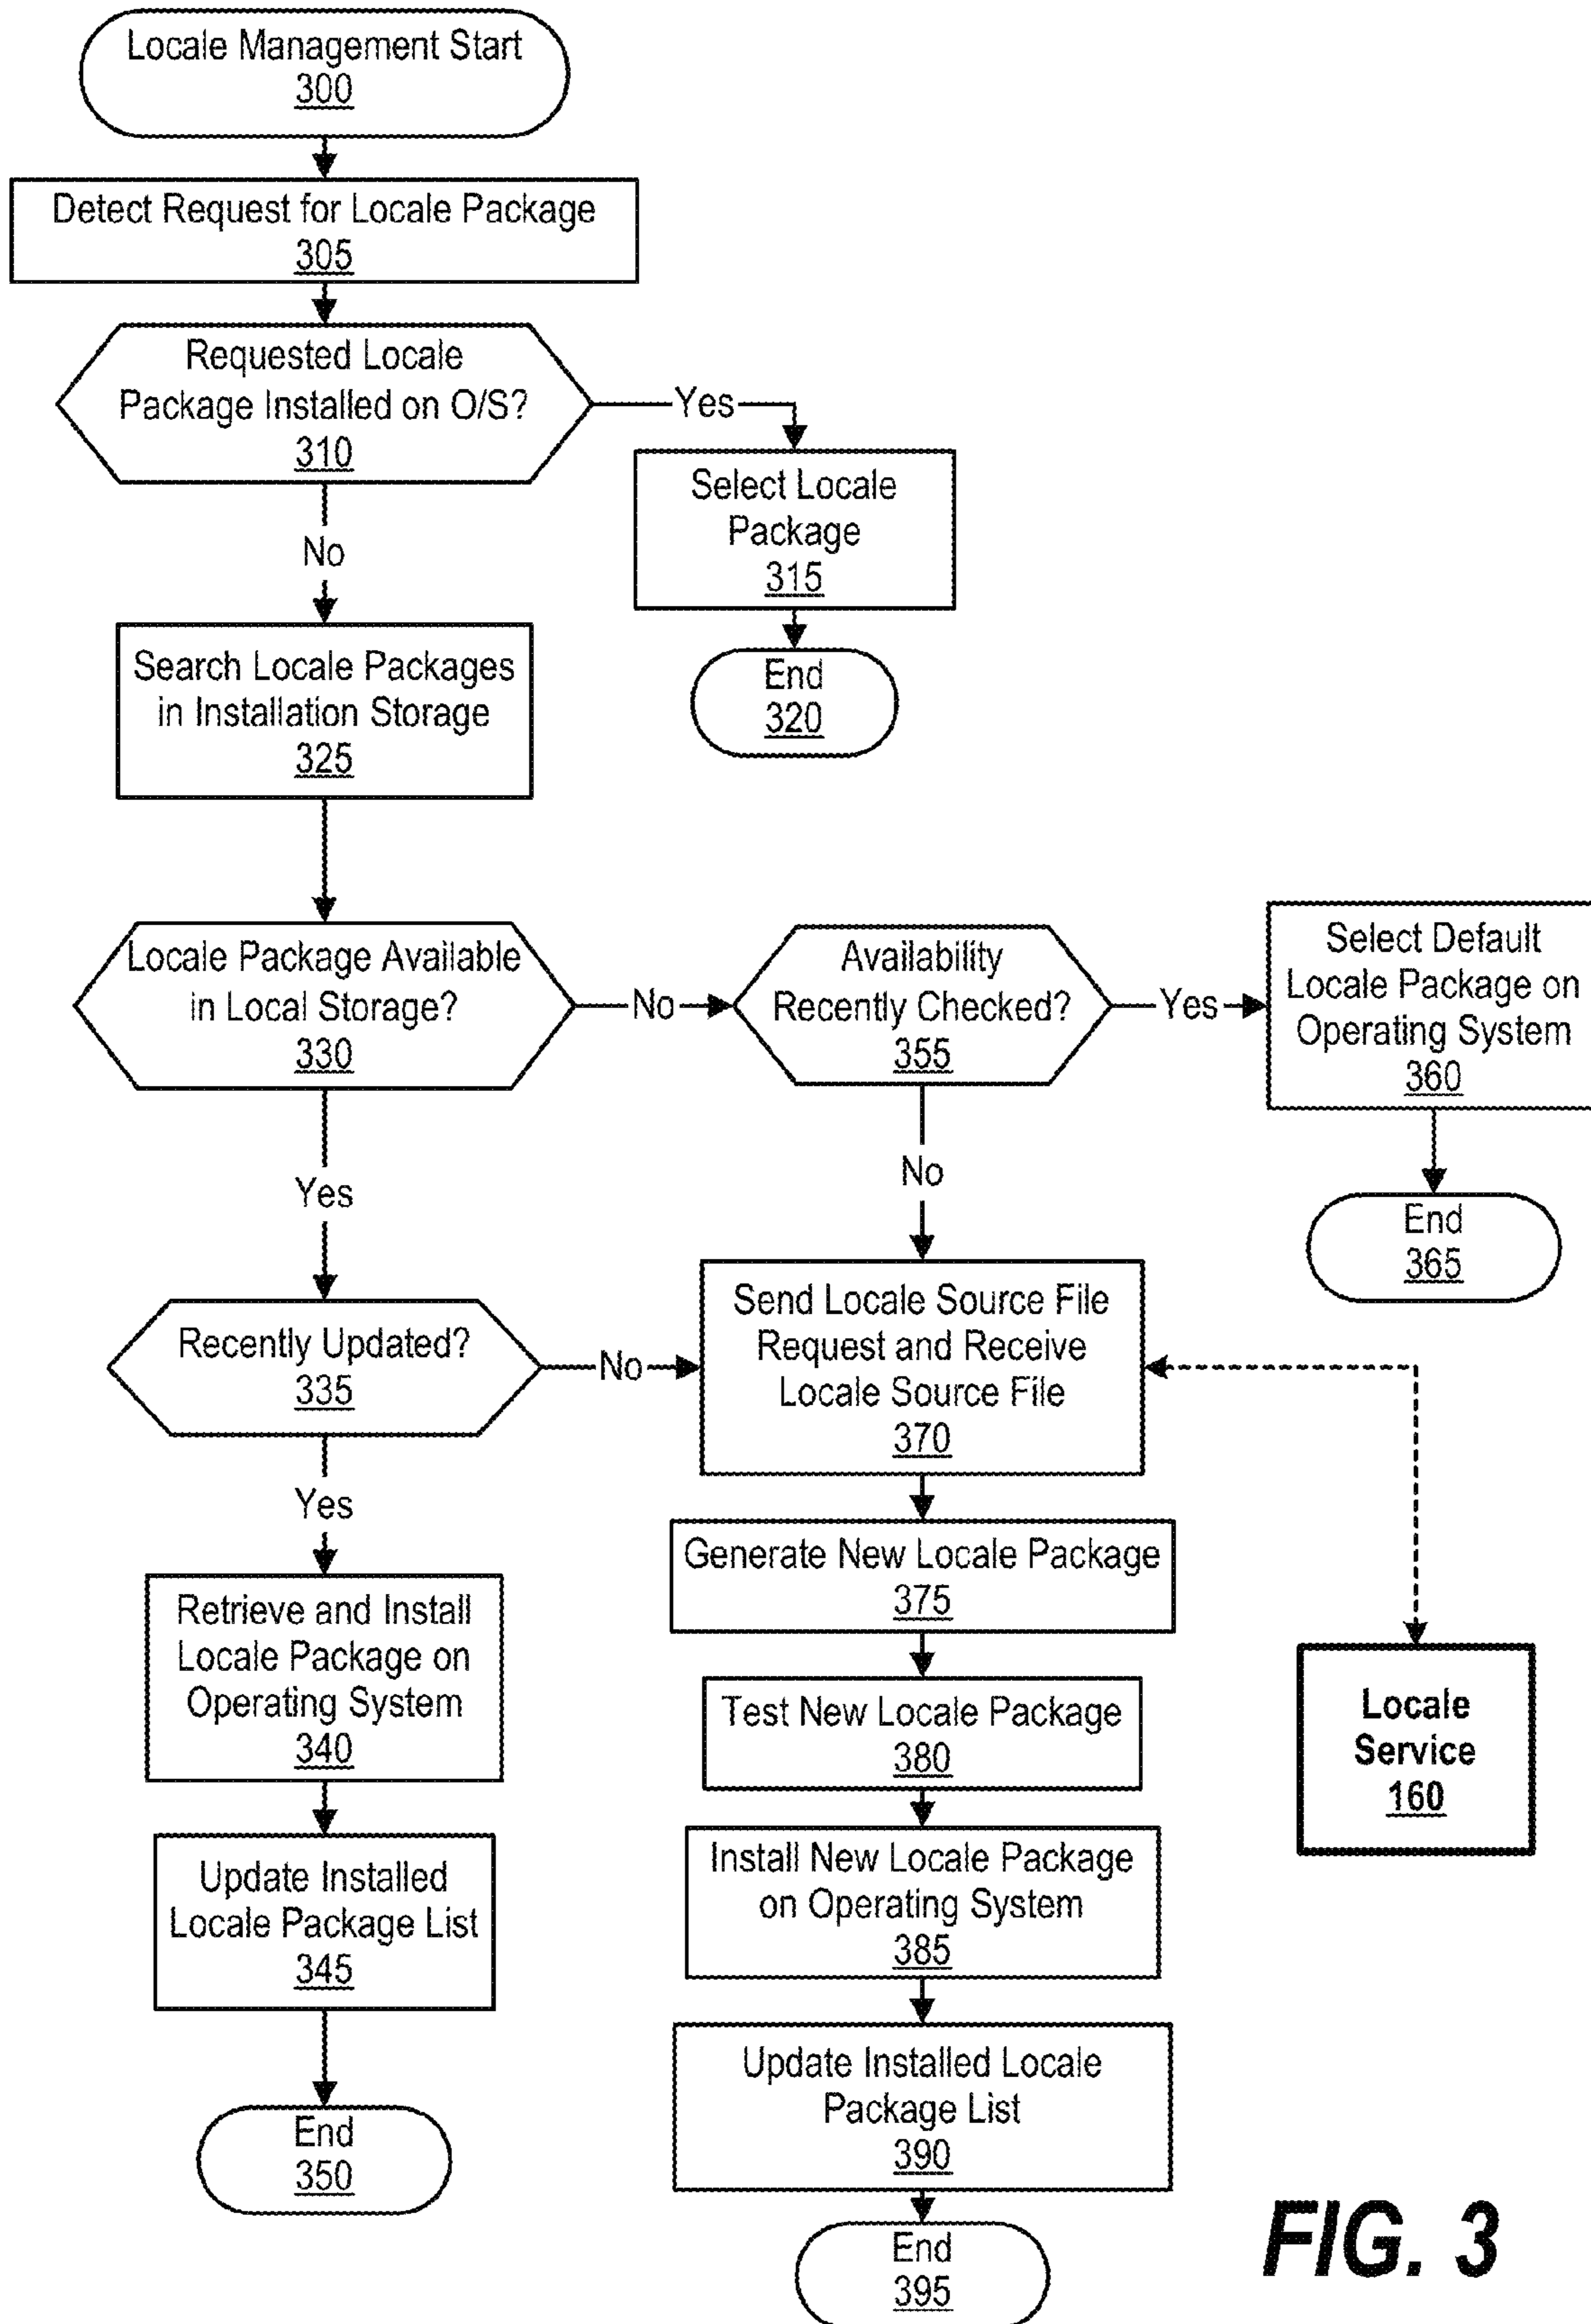 Locale Management Start
300
Detect Request for Locale Package
305
Requested Locale
Package Installed on O/S?
310
Yes
Select Locale
Package
315
End
320
No
Search Locale Packages
in Installation Storage
325
Locale Package Available
in Local Storage?
330
No
Availability
Recently Checked?
355
Yes
Select Default
Locale Package on
Operating System
360
End
365
Yes
No
Recently Updated?
335
No
Send Locale Source File
Request and Receive
Locale Source File
370
Yes
Generate New Locale Package
375
Retrieve and Install
Locale Package on
Operating System
340
Test New Locale Package
380
Locale
Service
160
Update Installed
Locale Package List
345
Install New Locale Package
on Operating System
385
Update Installed Locale
Package List
390
End
350
End
395
FIG. 3